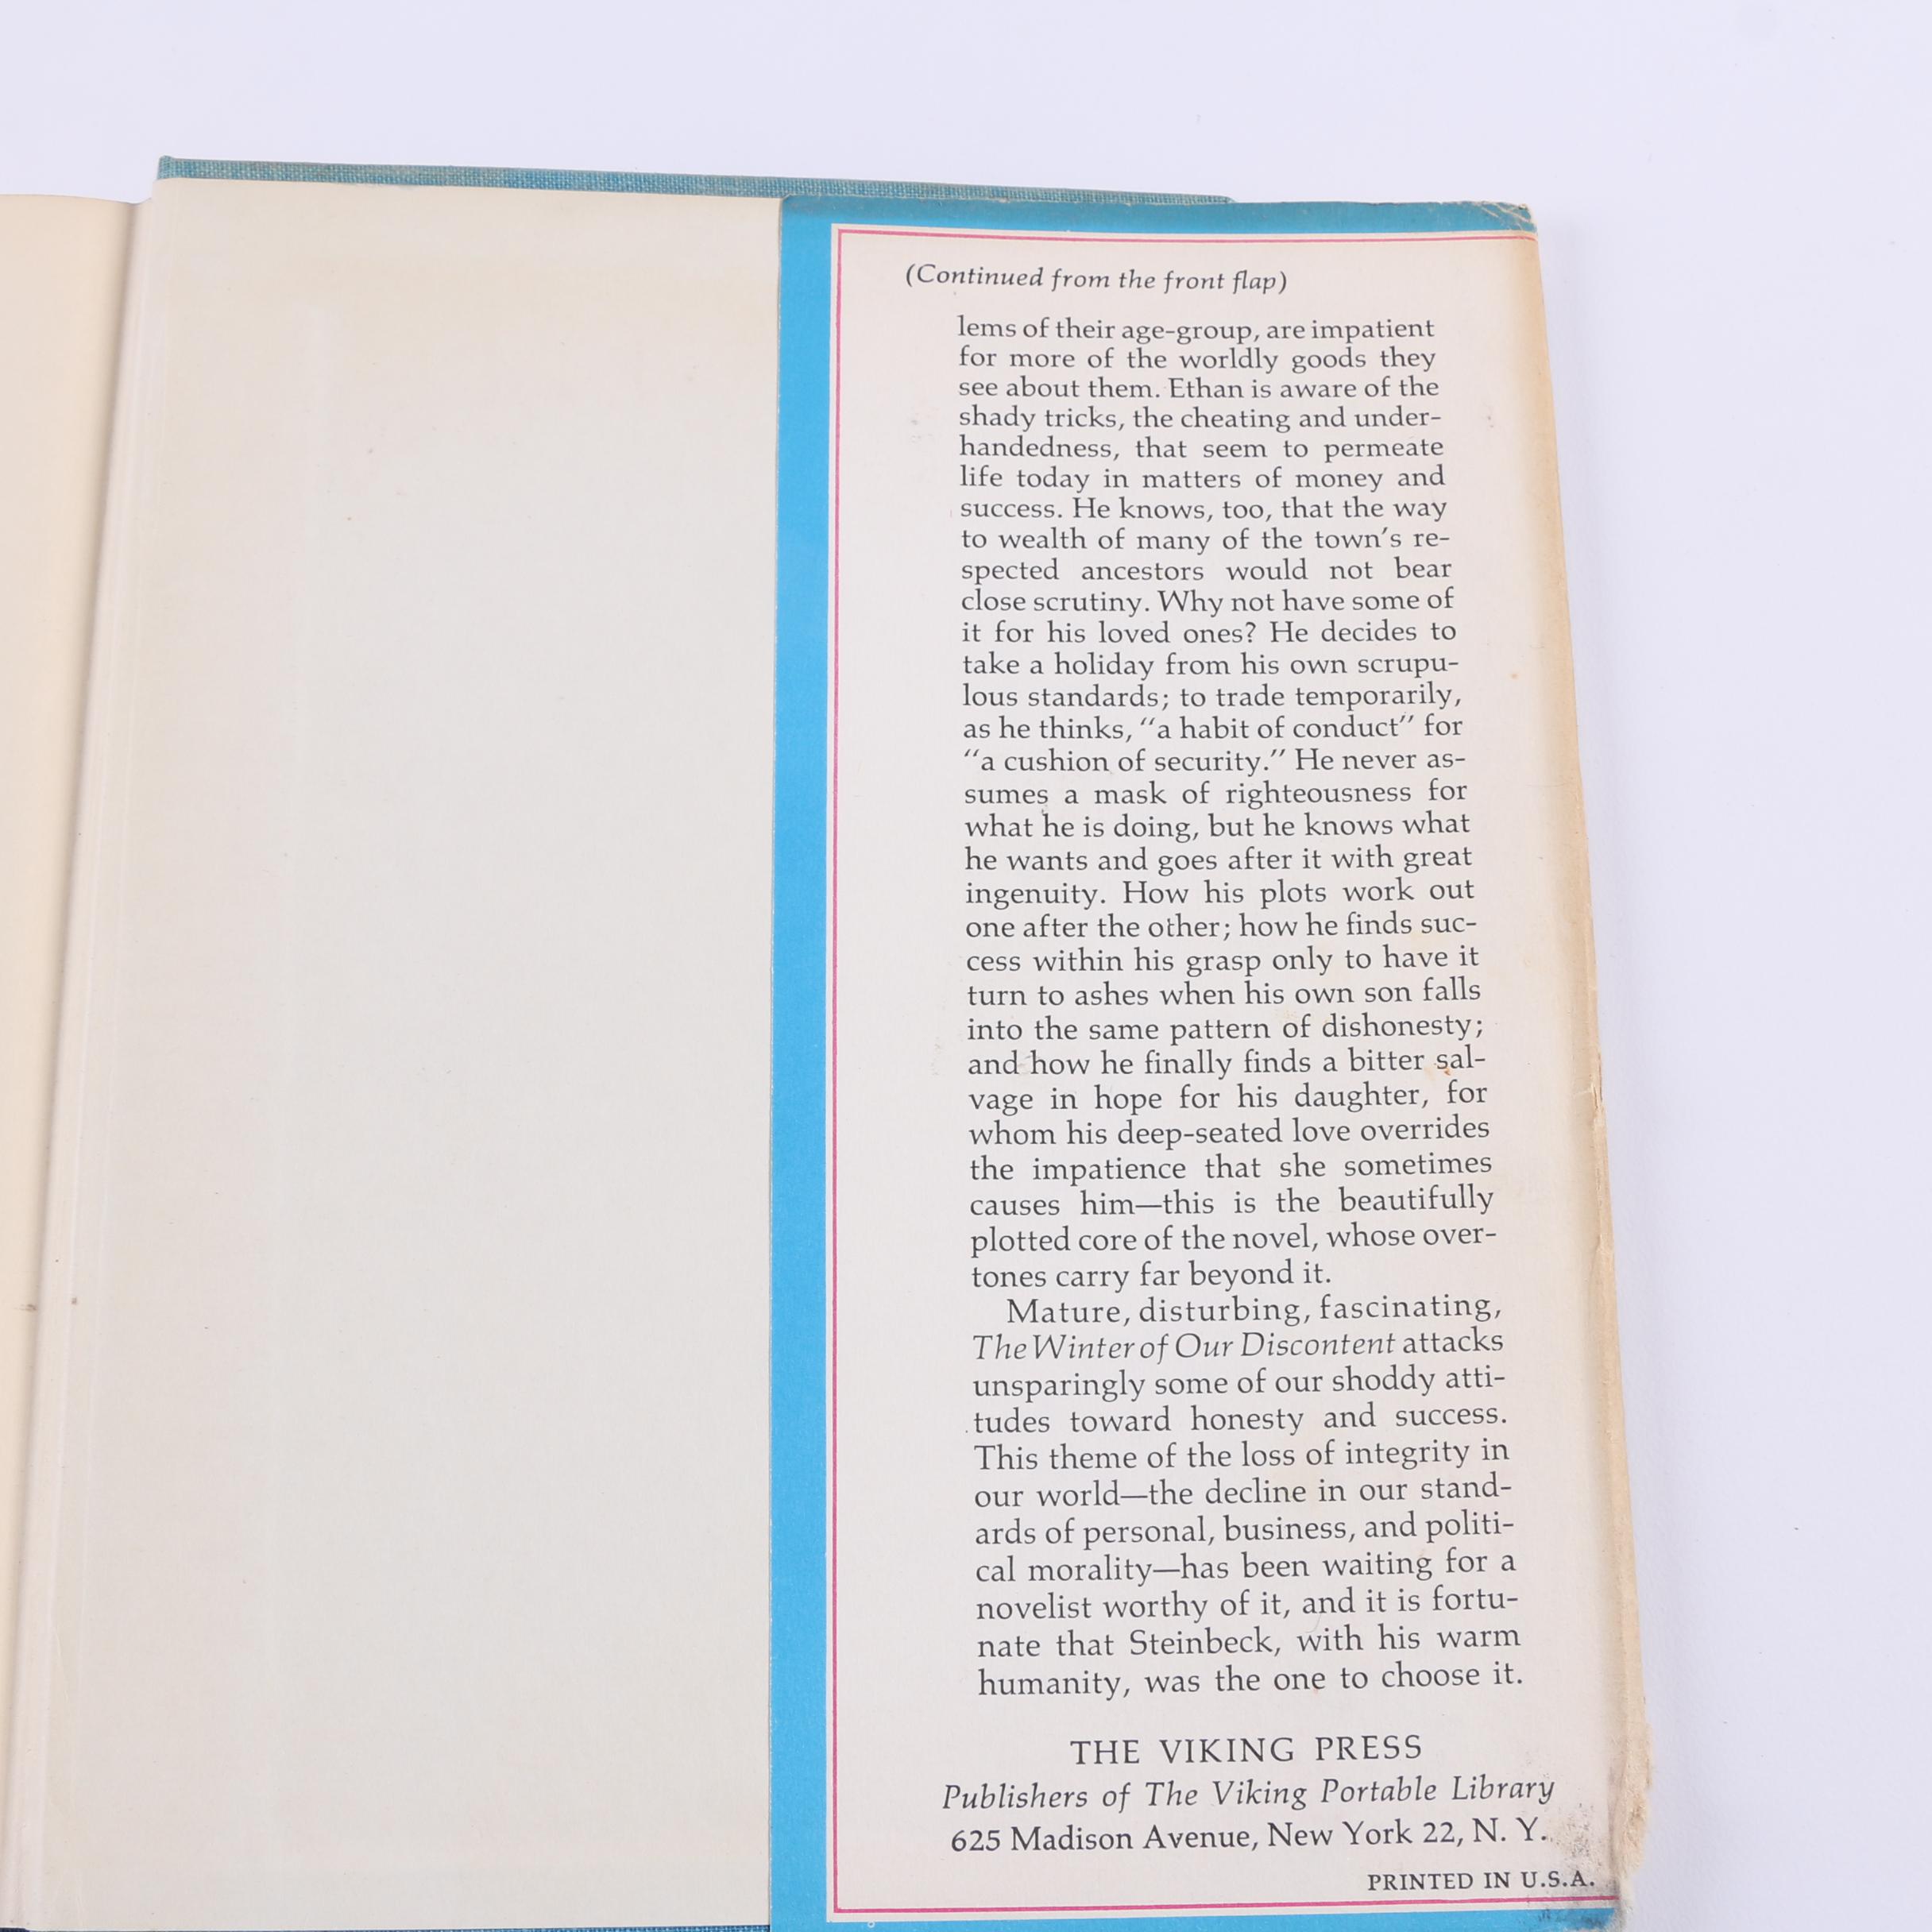 (Continued from the front flap)
lems of their age-group, are impatient
for more of the worldly goods they
see about them. Ethan is aware of the
shady tricks, the cheating and under-
handedness, that seem to permeate
life today in matters of money and
success. He knows, too, that the way
to wealth of many of the town's re-
spected ancestors would not bear
close scrutiny. Why not have some of
it for his loved ones? He decides to
take a holiday from his own scrupu-
lous standards; to trade temporarily,
as he thinks, "a habit of conduct" for
"a cushion of security." He never as-
sumes a mask of righteousness for
what he is doing, but he knows what
he wants and goes after it with great
ingenuity. How his plots work out
one after the other; how he finds suc-
cess within his grasp only to have it
turn to ashes when his own son falls
into the same pattern of dishonesty;
and how he finally finds a bitter sal-
vage in hope for his daughter, for
whom his deep-seated love overrides
the impatience that she sometimes
causes him—this is the beautifully
plotted core of the novel, whose over-
tones carry far beyond it.
Mature, disturbing, fascinating,
The Winter of Our Discontent attacks
unsparingly some of our shoddy atti-
tudes toward honesty and success.
This theme of the loss of integrity in
our world—the decline in our stand-
ards of personal, business, and politi-
cal morality—has been waiting for a
novelist worthy of it, and it is fortu-
nate that Steinbeck, with his warm
humanity, was the one to choose it.
THE VIKING PRESS
Publishers of The Viking Portable Library
625 Madison Avenue, New York 22, N. Y.
PRINTED IN U.S.A.